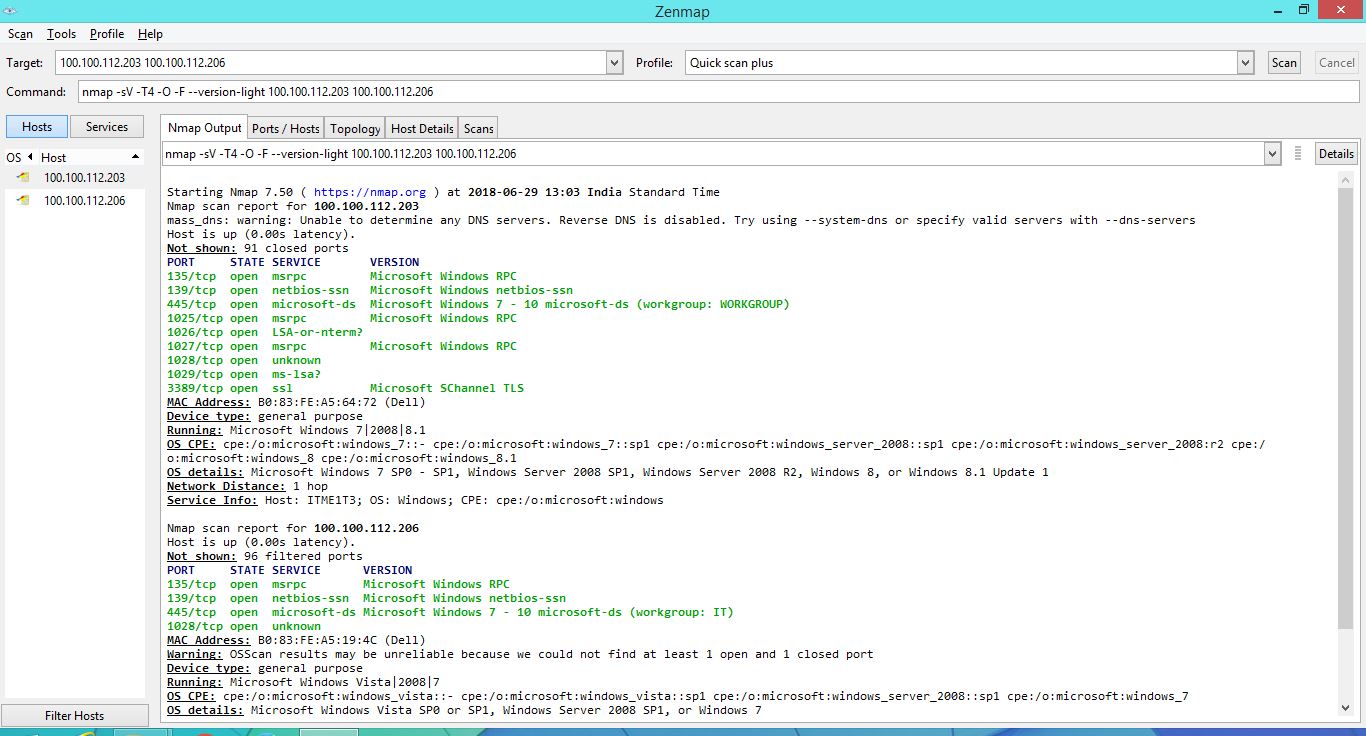 Zenmap
Scan Tools Profile Help
Target: 100.100.112.203 100.100.112.206 Profile: Quick scan plus Scan Cancel
Command: nmap -sV -T4 -O -F --version-light 100.100.112.203 100.100.112.206
Hosts Services
OS Host
100.100.112.203
100.100.112.206
Filter Hosts
Nmap Output Ports / Hosts Topology Host Details Scans
nmap -sV -T4 -O -F --version-light 100.100.112.203 100.100.112.206 Details
Starting Nmap 7.50 ( https://nmap.org ) at 2018-06-29 13:03 India Standard Time
Nmap scan report for 100.100.112.203
mass_dns: warning: Unable to determine any DNS servers. Reverse DNS is disabled. Try using --system-dns or specify valid servers with --dns-servers
Host is up (0.00s latency).
Not shown: 91 closed ports
PORT STATE SERVICE VERSION
135/tcp open msrpc Microsoft Windows RPC
139/tcp open netbios-ssn Microsoft Windows netbios-ssn
445/tcp open microsoft-ds Microsoft Windows 7 - 10 microsoft-ds (workgroup: WORKGROUP)
1025/tcp open msrpc Microsoft Windows RPC
1026/tcp open LSA-or-nterm?
1027/tcp open msrpc Microsoft Windows RPC
1028/tcp open unknown
1029/tcp open ms-lsa?
3389/tcp open ssl Microsoft SChannel TLS
MAC Address: B0:83:FE:A5:64:72 (Dell)
Device type: general purpose
Running: Microsoft Windows 7|2008|8.1
OS CPE: cpe:/o:microsoft:windows_7::- cpe:/o:microsoft:windows_7::sp1 cpe:/o:microsoft:windows_server_2008::sp1 cpe:/o:microsoft:windows_server_2008:r2 cpe:/
o:microsoft:windows_8 cpe:/o:microsoft:windows_8.1
OS details: Microsoft Windows 7 SP0 - SP1, Windows Server 2008 SP1, Windows Server 2008 R2, Windows 8, or Windows 8.1 Update 1
Network Distance: 1 hop
Service Info: Host: ITME1T3; OS: Windows; CPE: cpe:/o:microsoft:windows
Nmap scan report for 100.100.112.206
Host is up (0.00s latency).
Not shown: 96 filtered ports
PORT STATE SERVICE VERSION
135/tcp open msrpc Microsoft Windows RPC
139/tcp open netbios-ssn Microsoft Windows netbios-ssn
445/tcp open microsoft-ds Microsoft Windows 7 - 10 microsoft-ds (workgroup: IT)
1028/tcp open unknown
MAC Address: B0:83:FE:A5:19:4C (Dell)
Warning: OSScan results may be unreliable because we could not find at least 1 open and 1 closed port
Device type: general purpose
Running: Microsoft Windows Vista|2008|7
OS CPE: cpe:/o:microsoft:windows_vista::- cpe:/o:microsoft:windows_vista::sp1 cpe:/o:microsoft:windows_server_2008::sp1 cpe:/o:microsoft:windows_7
OS details: Microsoft Windows Vista SP0 or SP1, Windows Server 2008 SP1, or Windows 7